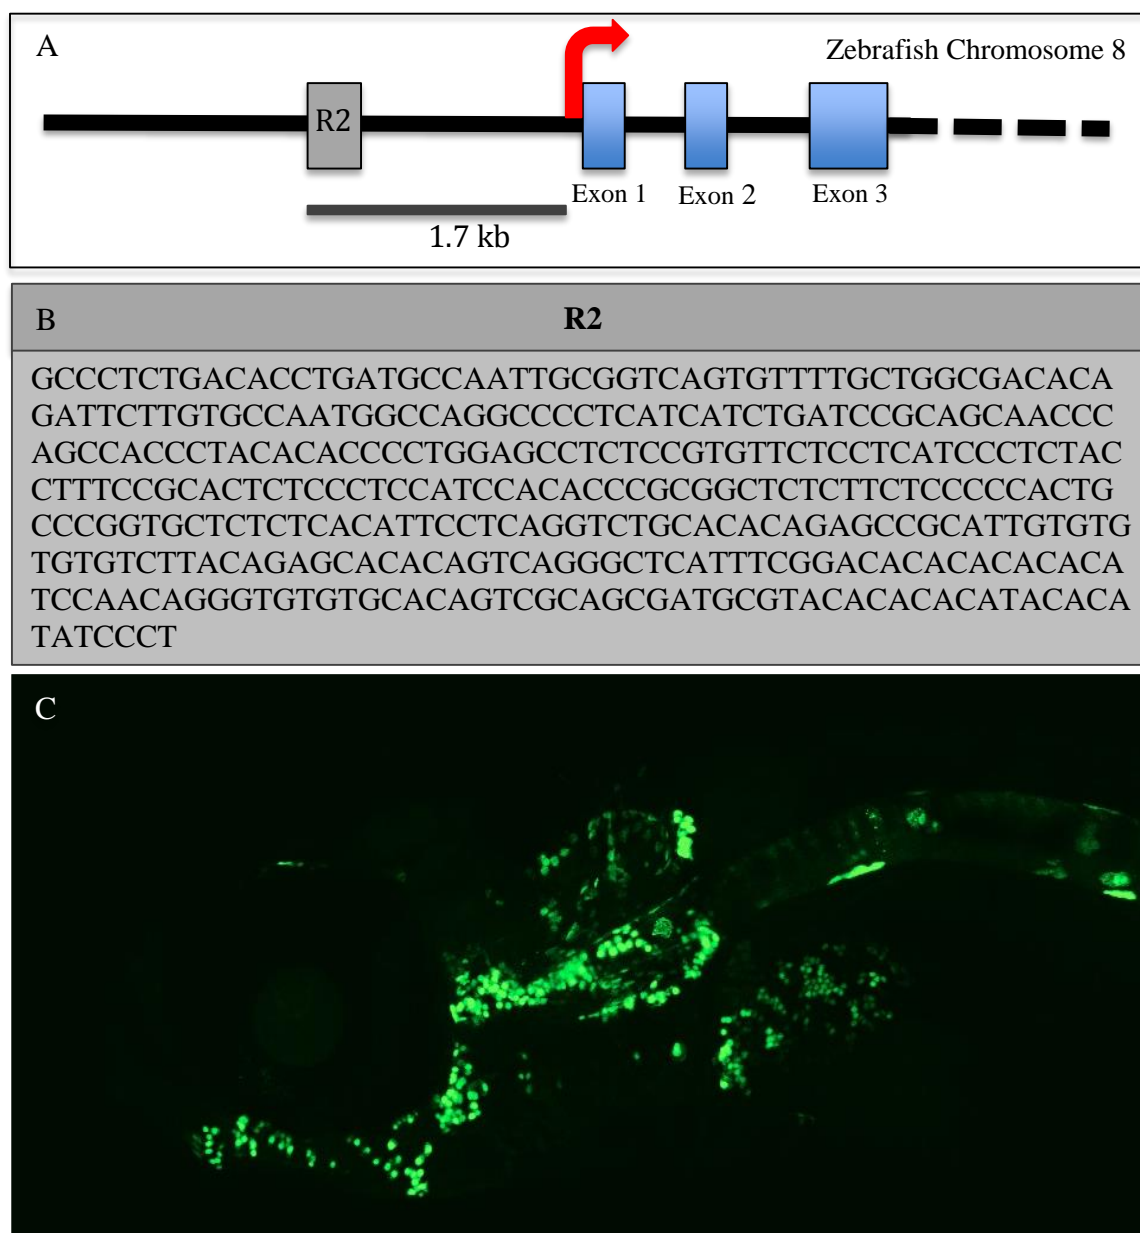 A
Zebrafish Chromosome 8
R2
Exon 1
Exon 2
Exon 3
1.7 kb
B
R2
GCCCTCTGACACCTGATGCCAATTGCGGTCAGTGTTTTGCTGGCGACACA
GATTCTTGTGCCAATGGCCAGGCCCCTCATCATCTGATCCGCAGCAACCC
AGCCACCCTACACACCCCTGGAGCCTCTCCGTGTTCTCCTCATCCCTCTAC
CTTTCCGCACTCTCCCTCCATCCACACCCGCGGCTCTCTTCTCCCCCACTG
CCCGGTGCTCTCTCACATTCCTCAGGTCTGCACACAGAGCCGCATTGTGTG
TGTGTCTTACAGAGCACACAGTCAGGGCTCATTTCGGACACACACACACA
TCCAACAGGGTGTGTGCACAGTCGCAGCGATGCGTACACACACATACACA
TATCCCT
C